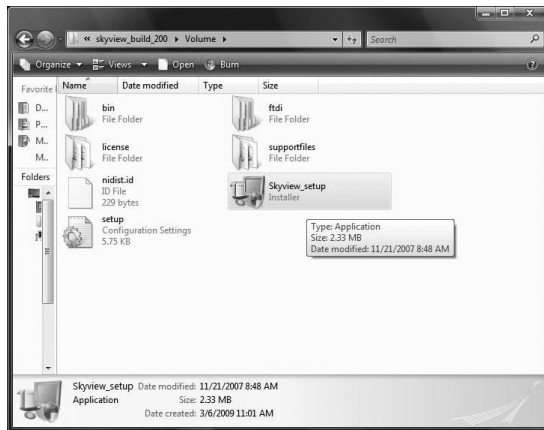 « skyview_build_200 ▸ Volume ▸
Search
Organize Views Open Burn
Favorite l
Name Date modified Type Size
D...
P...
M..
M..
Folders
bin
File Folder
ftdi
File Folder
license
File Folder
supportfiles
File Folder
nidist.id
ID File
229 bytes
Skyview_setup
Installer
setup
Configuration Settings
5.75 KB
Type: Application
Size: 2.33 MB
Date modified: 11/21/2007 8:48 AM
Skyview_setup Date modified: 11/21/2007 8:48 AM
Application Size: 2.33 MB
Date created: 3/6/2009 11:01 AM